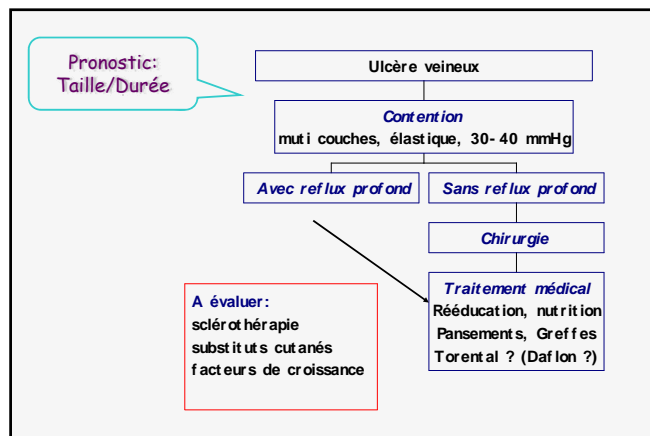 Pronostic:
Taille/Durée
Ulcère veineux
Contention
muti couches, élastique, 30-40 mmHg
Avec reflux profond
Sans reflux profond
Chirurgie
Traitement médical
Rééducation, nutrition
Pansements, Greffes
Torental ? (Daflon ?)
A évaluer:
sclérothérapie
substituts cutanés
facteurs de croissance